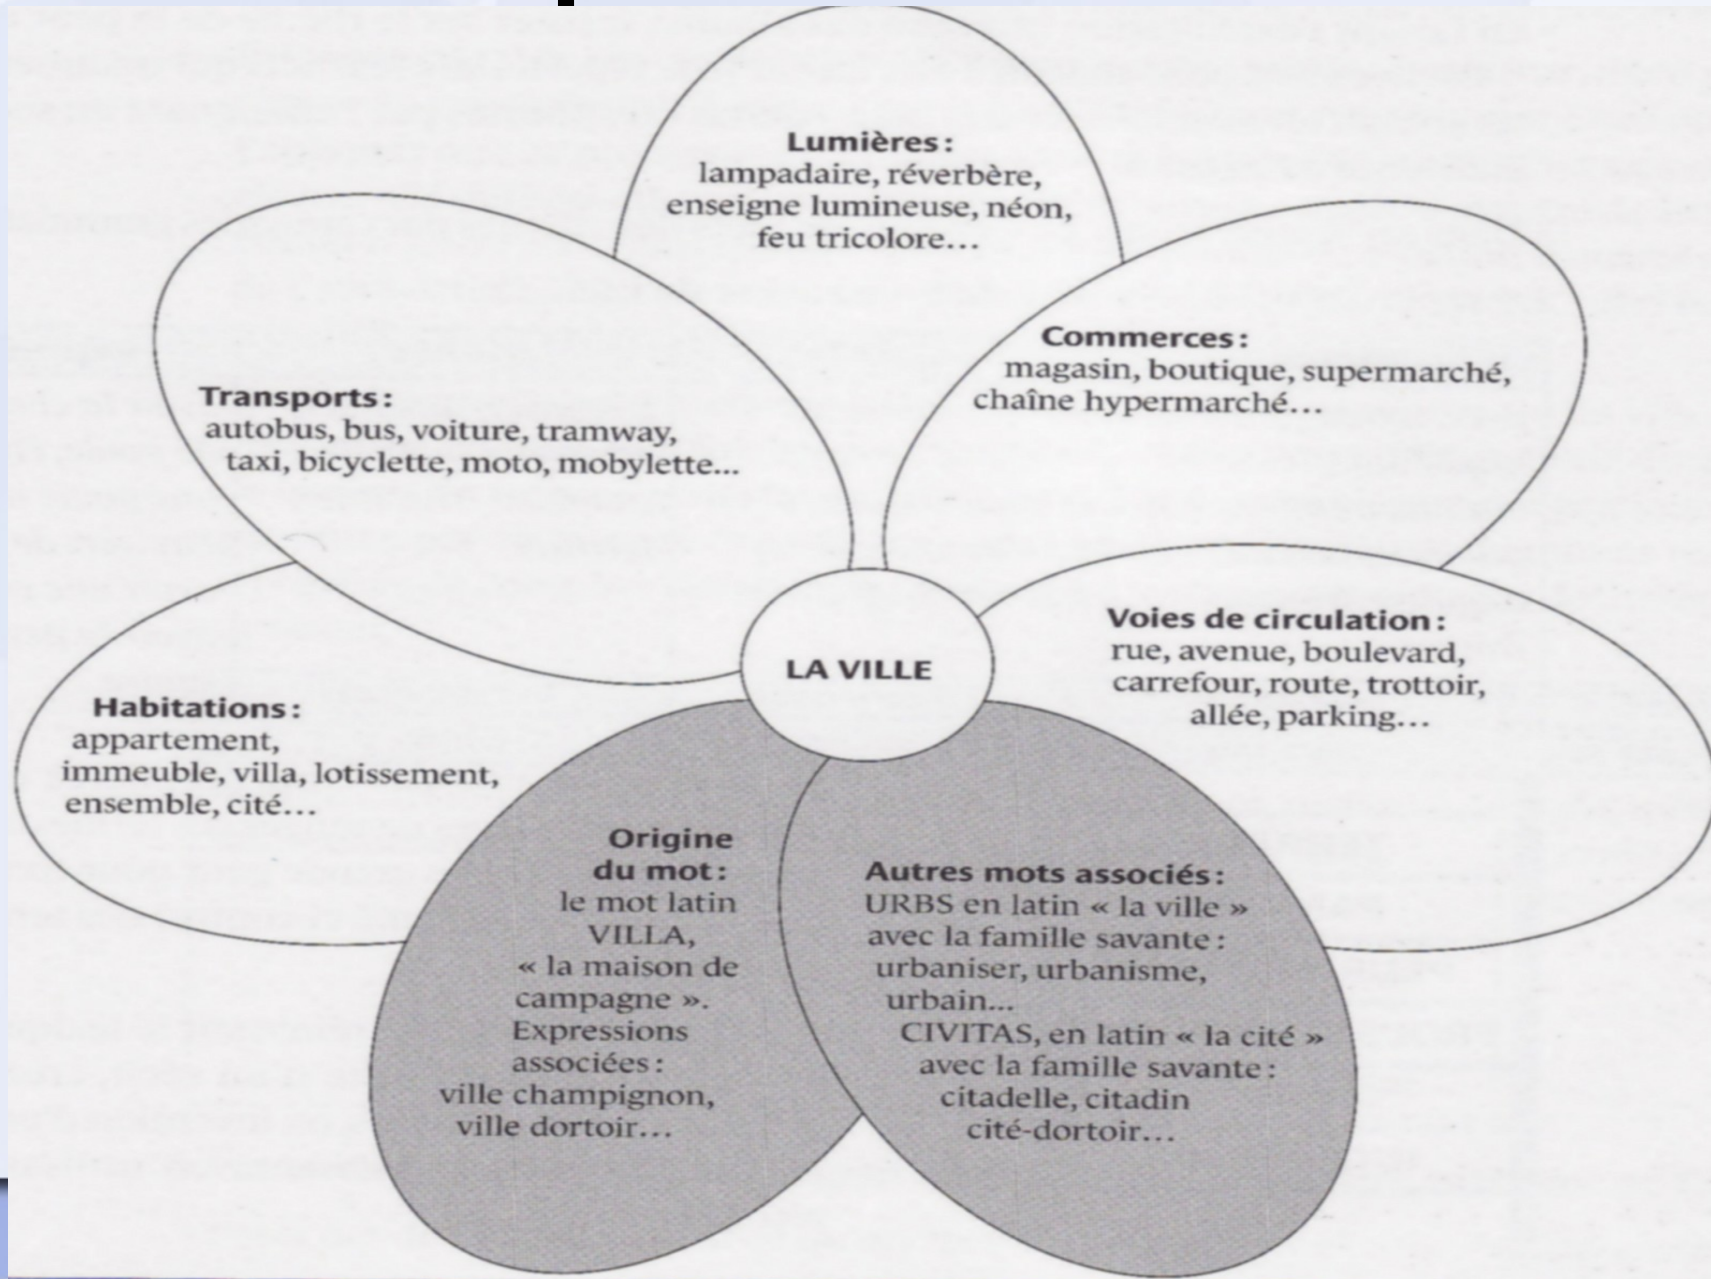 Lumières :
lampadaire, réverbère,
enseigne lumineuse, néon,
feu tricolore...
Commerces :
magasin, boutique, supermarché,
chaîne hypermarché...
Transports :
autobus, bus, voiture, tramway,
taxi, bicyclette, moto, mobylette...
Voies de circulation :
rue, avenue, boulevard,
carrefour, route, trottoir,
allée, parking...
LA VILLE
Habitations :
appartement,
immeuble, villa, lotissement,
ensemble, cité...
Origine
du mot :
le mot latin
VILLA,
« la maison de
campagne ».
Expressions
associées :
ville champignon,
ville dortoir...
Autres mots associés :
URBS en latin « la ville »
avec la famille savante :
urbaniser, urbanisme,
urbain...
CIVITAS, en latin « la cité »
avec la famille savante :
citadelle, citadin
cité-dortoir...